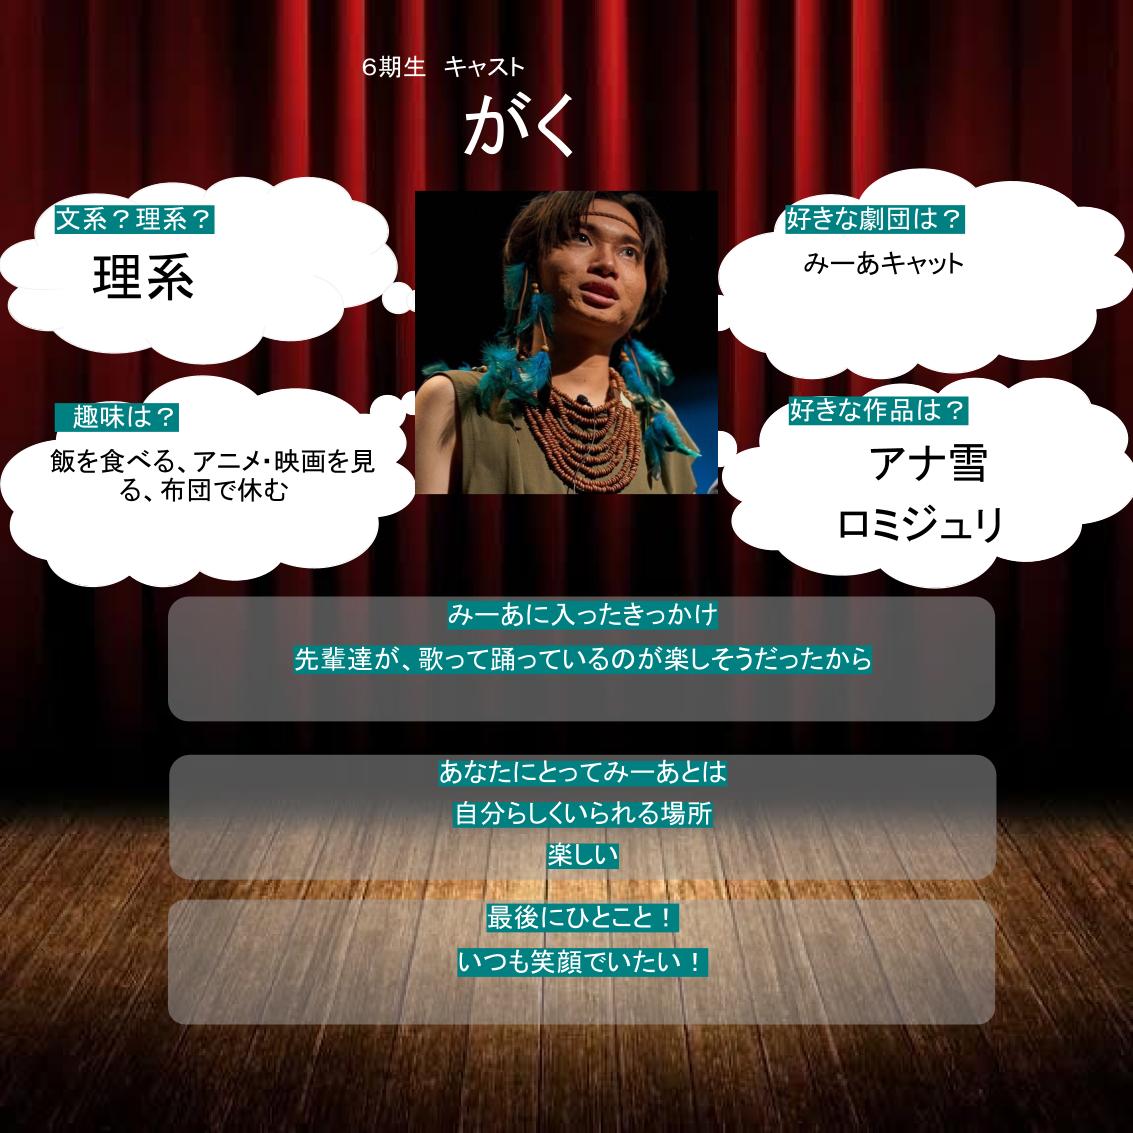 ６期生　キャスト
がく
文系？理系？
理系
好きな劇団は？
みーあキャット
趣味は？
飯を食べる、アニメ・映画を見
る、布団で休む
好きな作品は？
アナ雪
ロミジュリ
みーあに入ったきっかけ
先輩達が、歌って踊っているのが楽しそうだったから
あなたにとってみーあとは
自分らしくいられる場所
楽しい
最後にひとこと！
いつも笑顔でいたい！